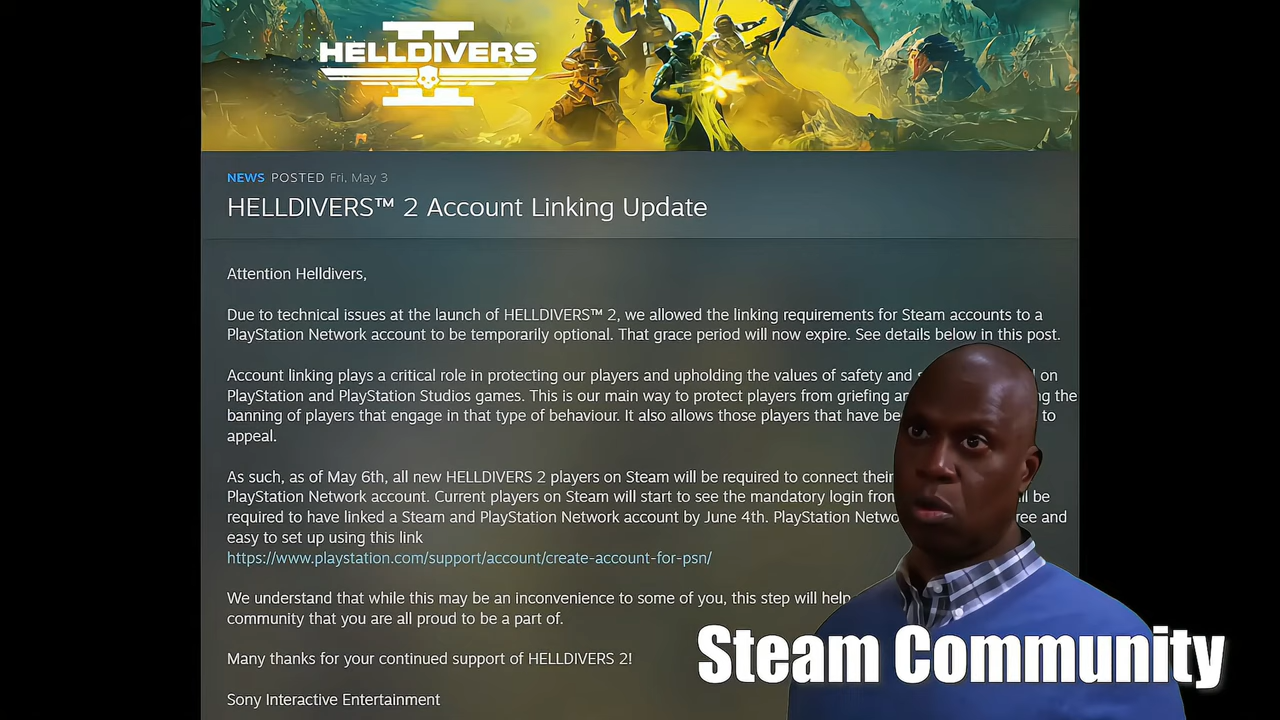 HELLDIVERS
II
NEWS POSTED Fri, May 3
HELLDIVERS™ 2 Account Linking Update
Attention Helldivers,
Due to technical issues at the launch of HELLDIVERS™ 2, we allowed the linking requirements for Steam accounts to a
PlayStation Network account to be temporarily optional. That grace period will now expire. See details below in this post.
Account linking plays a critical role in protecting our players and upholding the values of safety and on
PlayStation and PlayStation Studios games. This is our main way to protect players from griefing the
banning of players that engage in that type of behaviour. It also allows those players that have to
appeal.
As such, as of May 6th, all new HELLDIVERS 2 players on Steam will be required to connect their
PlayStation Network account. Current players on Steam will start to see the mandatory login from be
required to have linked a Steam and PlayStation Network account by June 4th. PlayStation and
easy to set up using this link
https://www.playstation.com/support/account/create-account-for-psn/
We understand that while this may be an inconvenience to some of you, this step will help
community that you are all proud to be a part of.
Many thanks for your continued support of HELLDIVERS 2!
Steam Community
Sony Interactive Entertainment